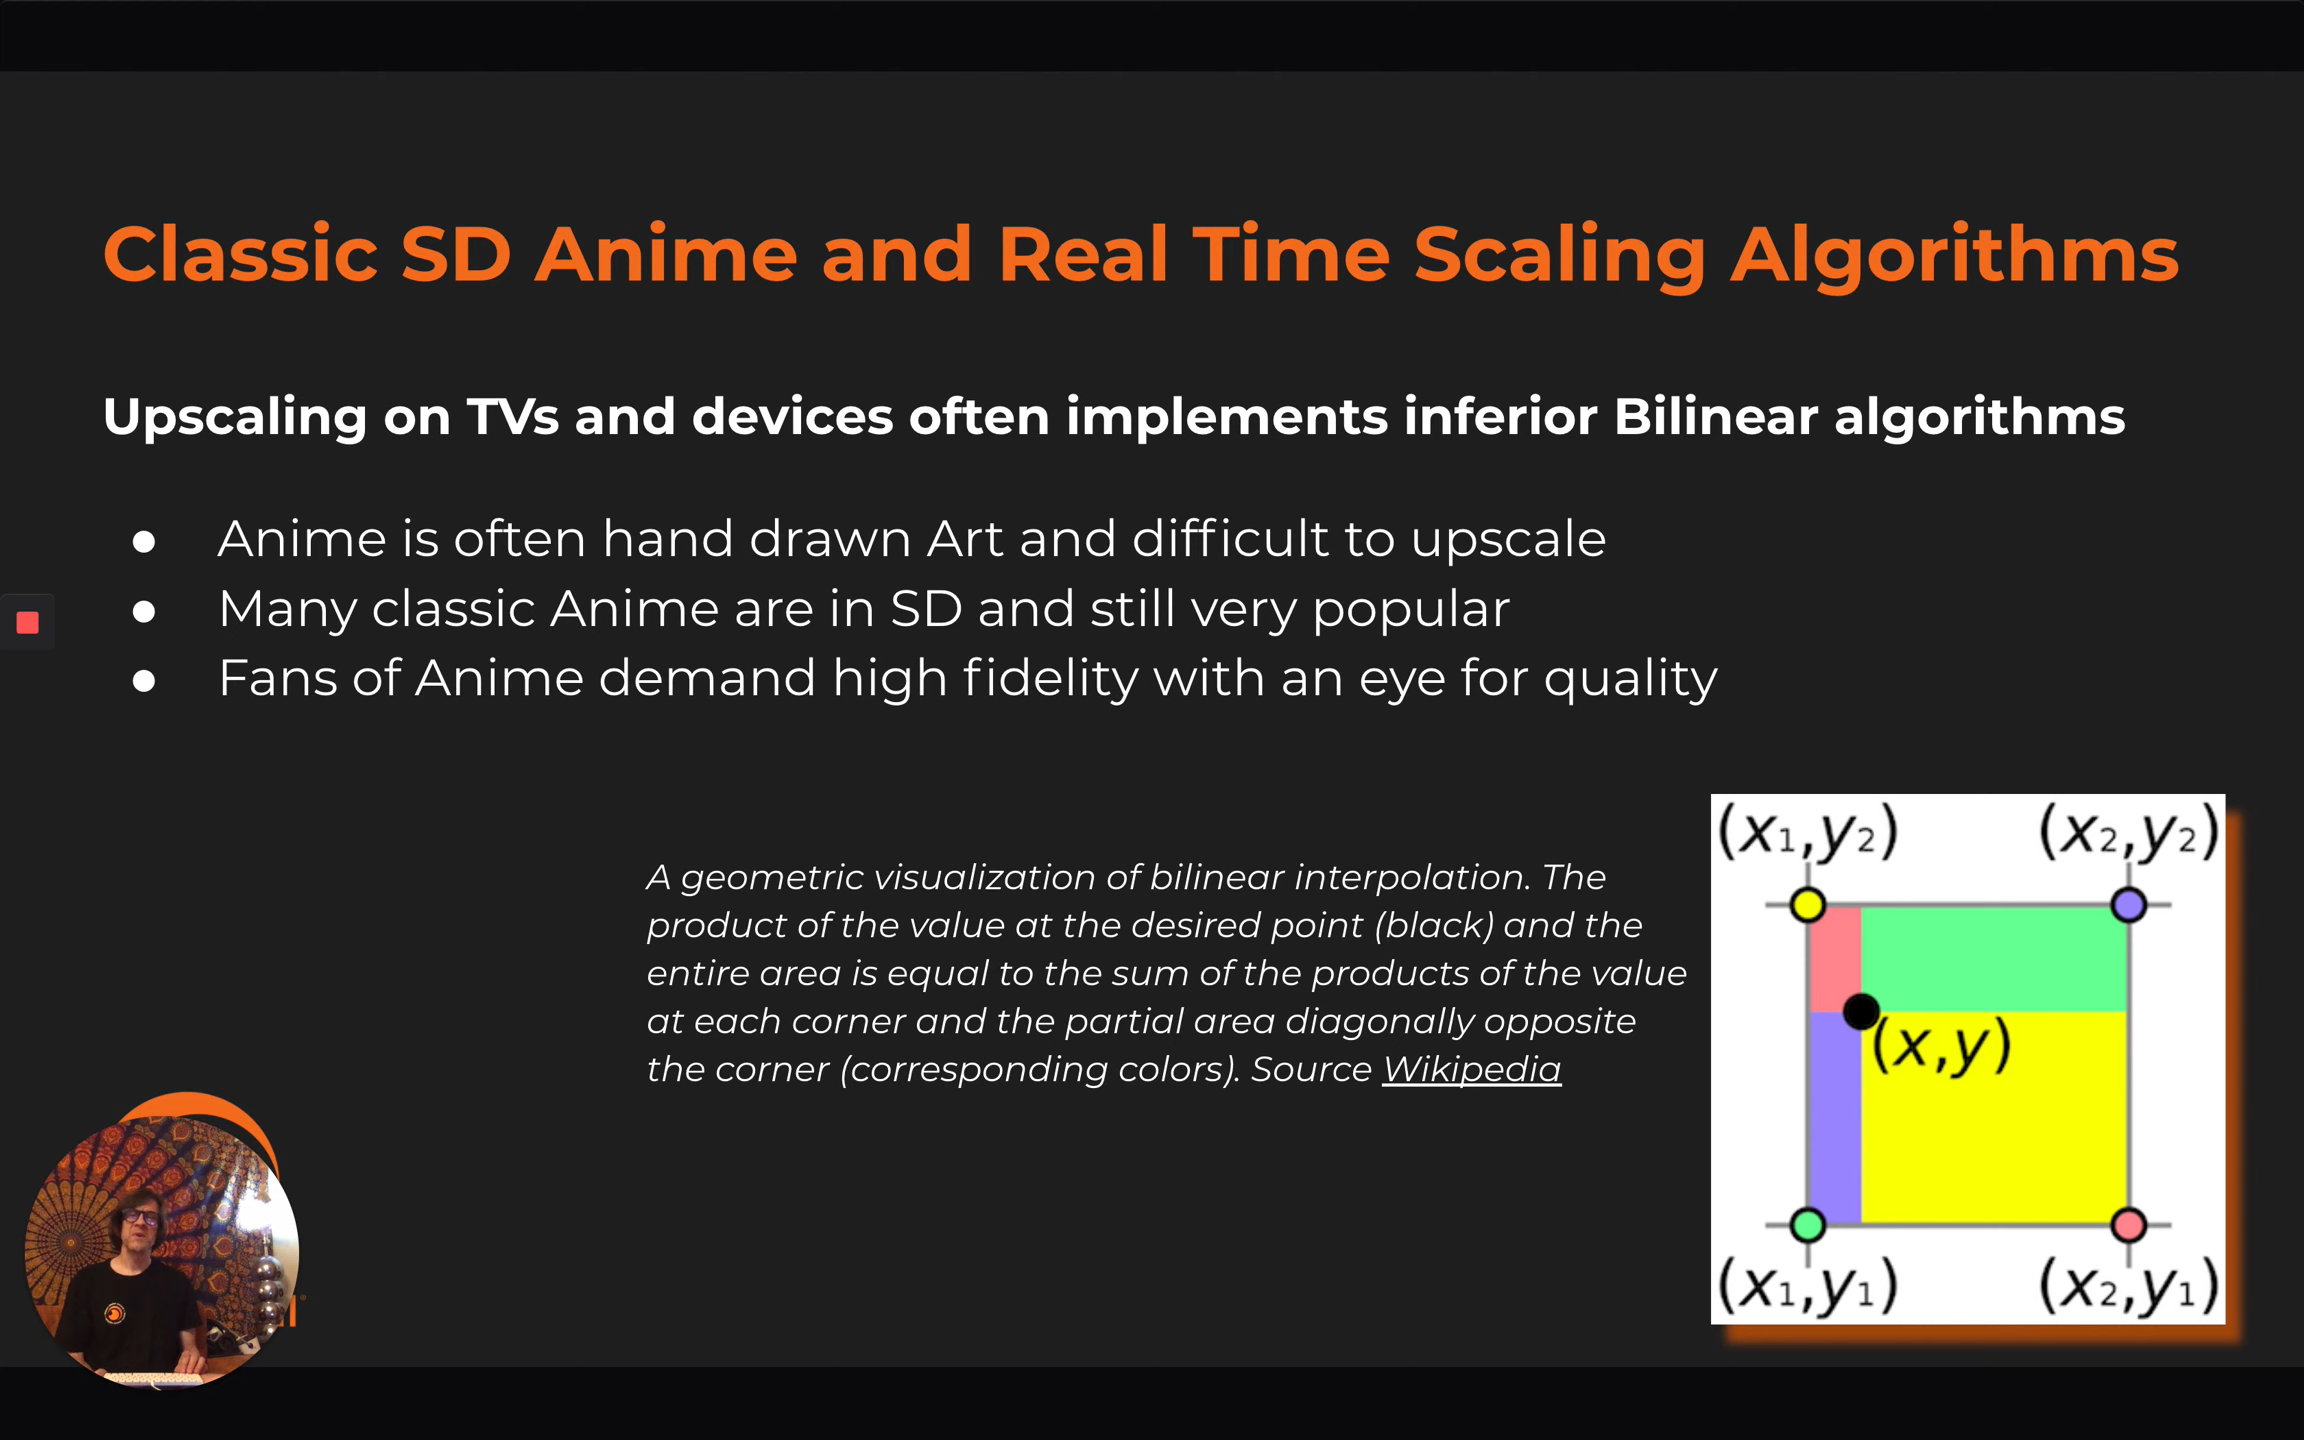 Classic SD Anime and Real Time Scaling Algorithms
Upscaling on TVs and devices often implements inferior Bilinear algorithms
● Anime is often hand drawn Art and difficult to upscale
● Many classic Anime are in SD and still very popular
● Fans of Anime demand high fidelity with an eye for quality
A geometric visualization of bilinear interpolation. The
product of the value at the desired point (black) and the
entire area is equal to the sum of the products of the value
at each corner and the partial area diagonally opposite
the corner (corresponding colors). Source Wikipedia
(x₁,y₂) (x₂,y₂)
(x,y)
(x₁,y₁) (x₂,y₁)